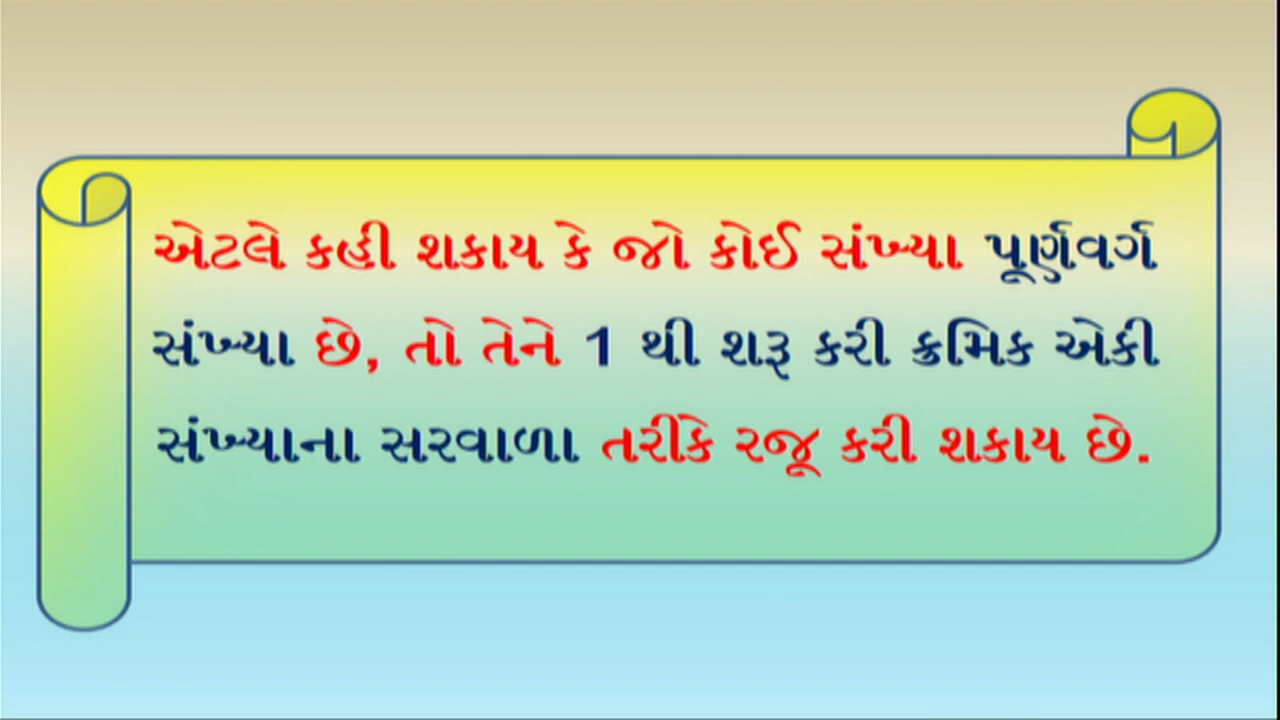 એટલે કહી શકાય કે જો કોઈ સંખ્યા પૂર્ણવર્ગ
સંખ્યા છે, તો તેને 1 થી શરૂ કરી ક્રમિક એકી
સંખ્યાના સરવાળા તરીકે રજૂ કરી શકાય છે.